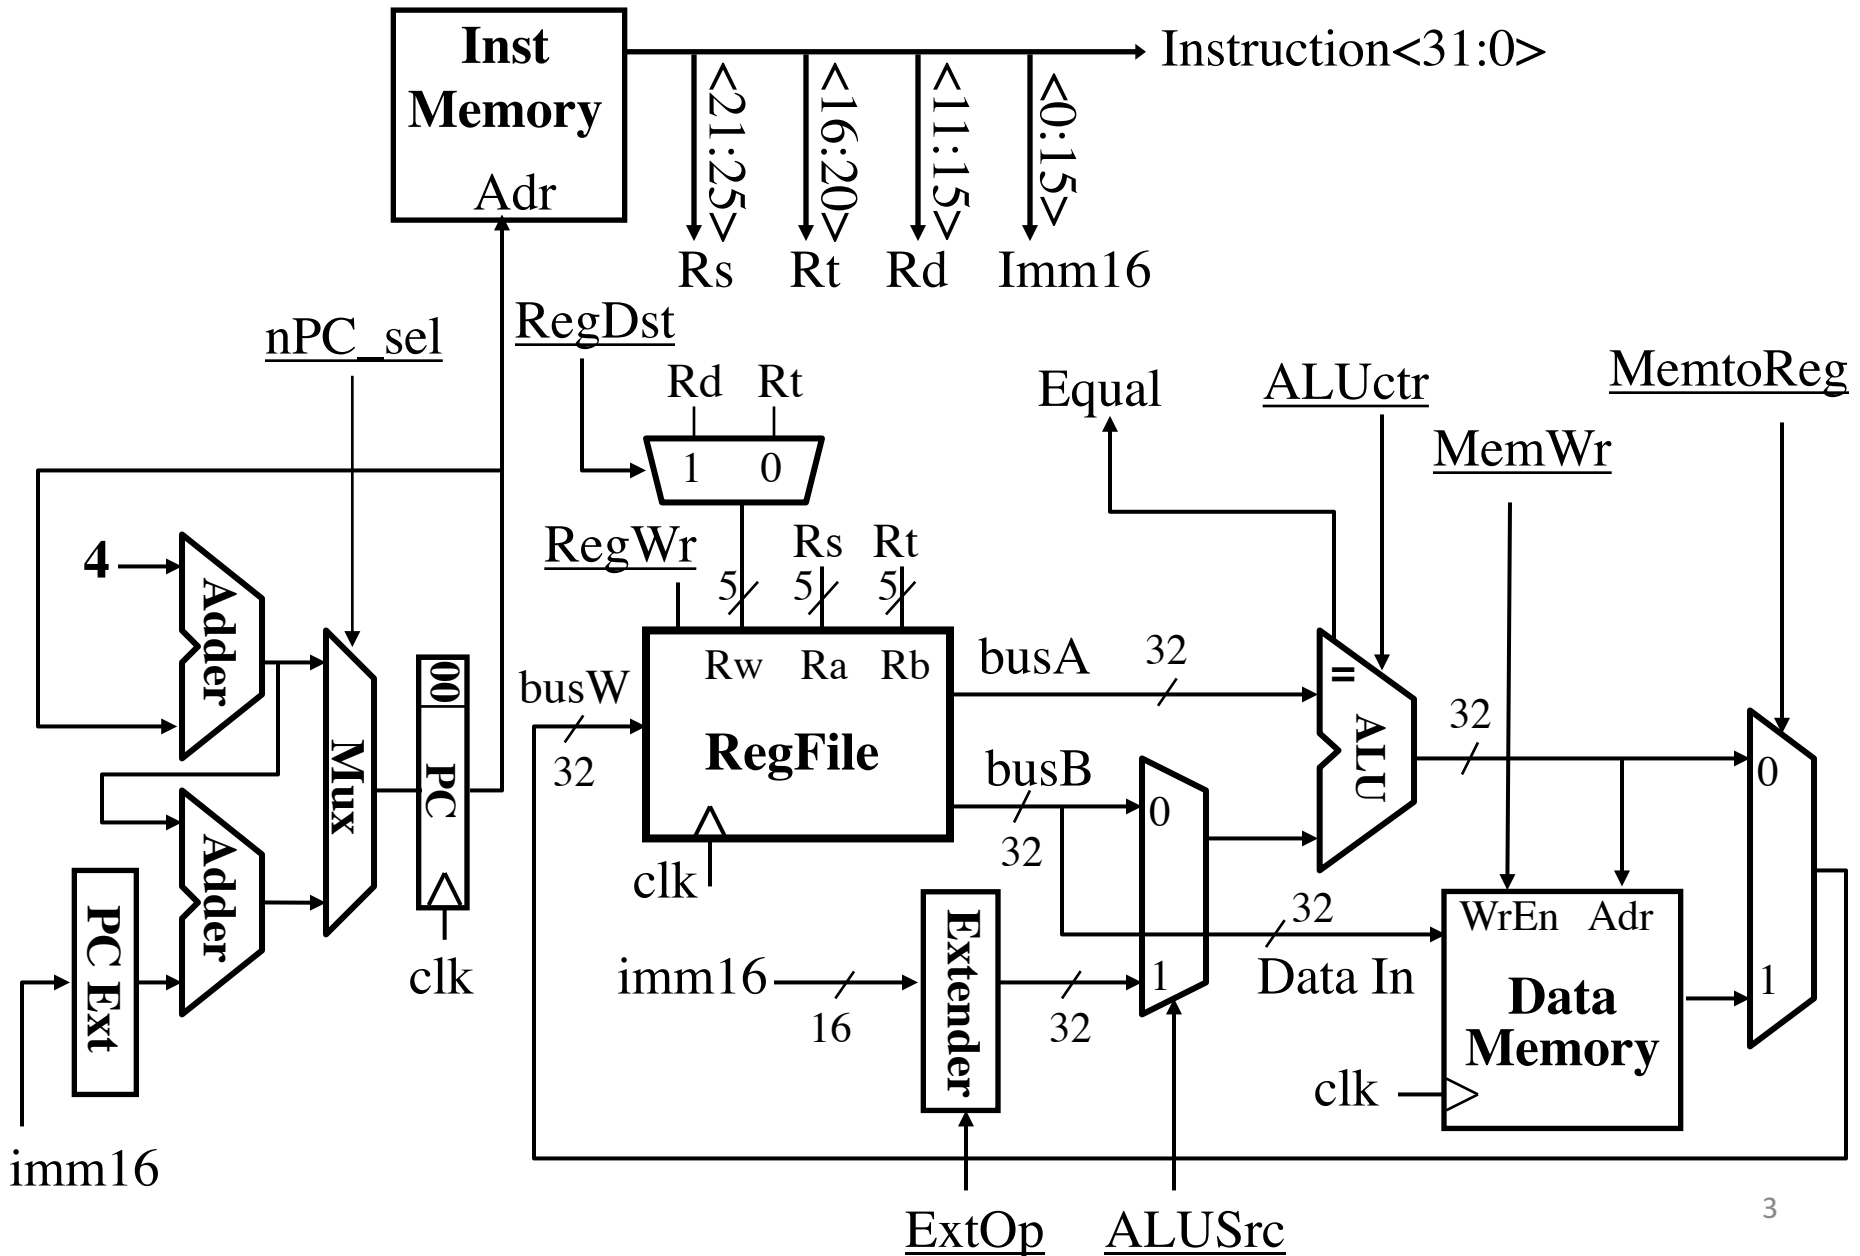 Inst
Memory
Adr
Instruction<31:0>
<21:25>
<16:20>
<11:15>
<0:15>
Rs
Rt
Rd
Imm16
nPC_sel
RegDst
Rd Rt
1 0
Equal
ALUctr
MemtoReg
MemWr
RegWr
Rs Rt
5
5
5
4
Adder
Mux
00
PC
Adder
PC Ext
imm16
clk
busW
32
Rw Ra Rb
RegFile
clk
busA
32
busB
32
0
1
=
ALU
32
0
1
imm16
16
Extender
32
32
Data In
WrEn Adr
Data
Memory
clk
ExtOp
ALUSrc
3